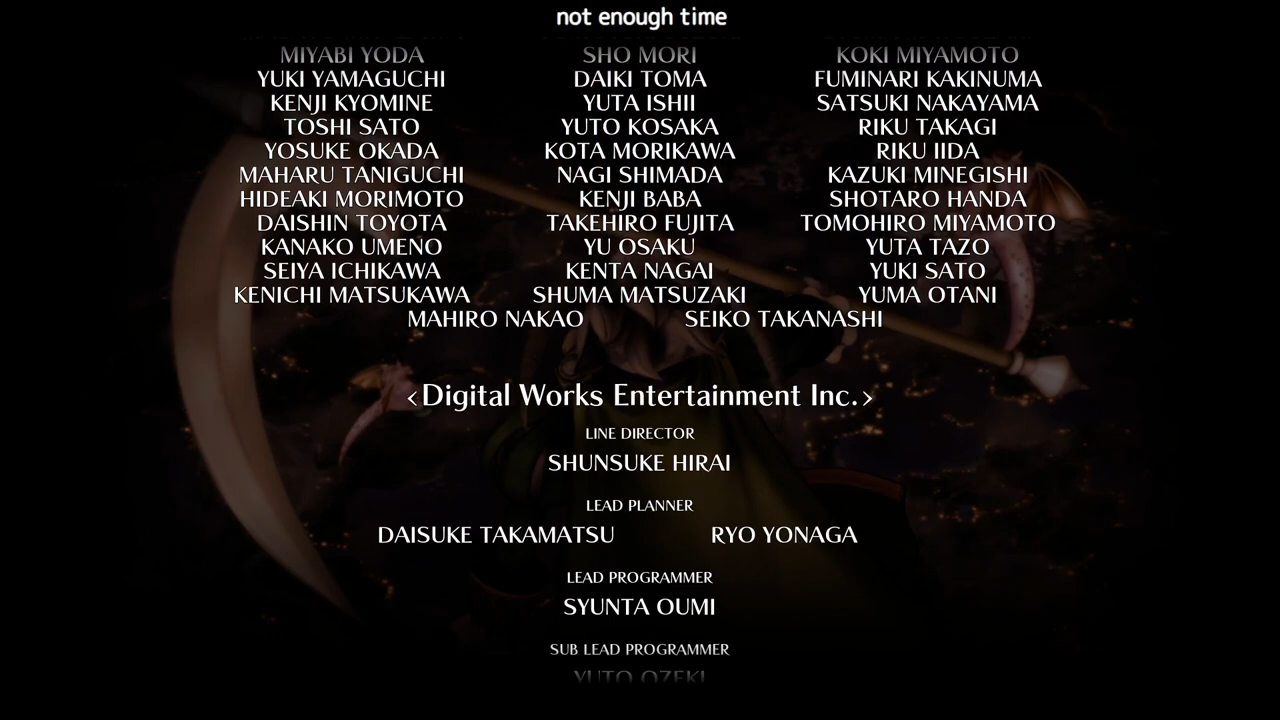 not enough time
MIYABI YODA SHO MORI KOKI MIYAMOTO
YUKI YAMAGUCHI DAIKI TOMA FUMINARI KAKINUMA
KENJI KYOMINE YUTA ISHII SATSUKI NAKAYAMA
TOSHI SATO YUTO KOSAKA RIKU TAKAGI
YOSUKE OKADA KOTA MORIKAWA RIKU IIDA
MAHARU TANIGUCHI NAGI SHIMADA KAZUKI MINEGISHI
HIDEAKI MORIMOTO KENJI BABA SHOTARO HANDA
DAISHIN TOYOTA TAKEHIRO FUJITA TOMOHIRO MIYAMOTO
KANAKO UMENO YU OSAKU YUTA TAZO
SEIYA ICHIKAWA KENTA NAGAI YUKI SATO
KENICHI MATSUKAWA SHUMA MATSUZAKI YUMA OTANI
MAHIRO NAKAO SEIKO TAKANASHI
<Digital Works Entertainment Inc.>
LINE DIRECTOR
SHUNSUKE HIRAI
LEAD PLANNER
DAISUKE TAKAMATSU RYO YONAGA
LEAD PROGRAMMER
SYUNTA OUMI
SUB LEAD PROGRAMMER
YUTO OZEKI